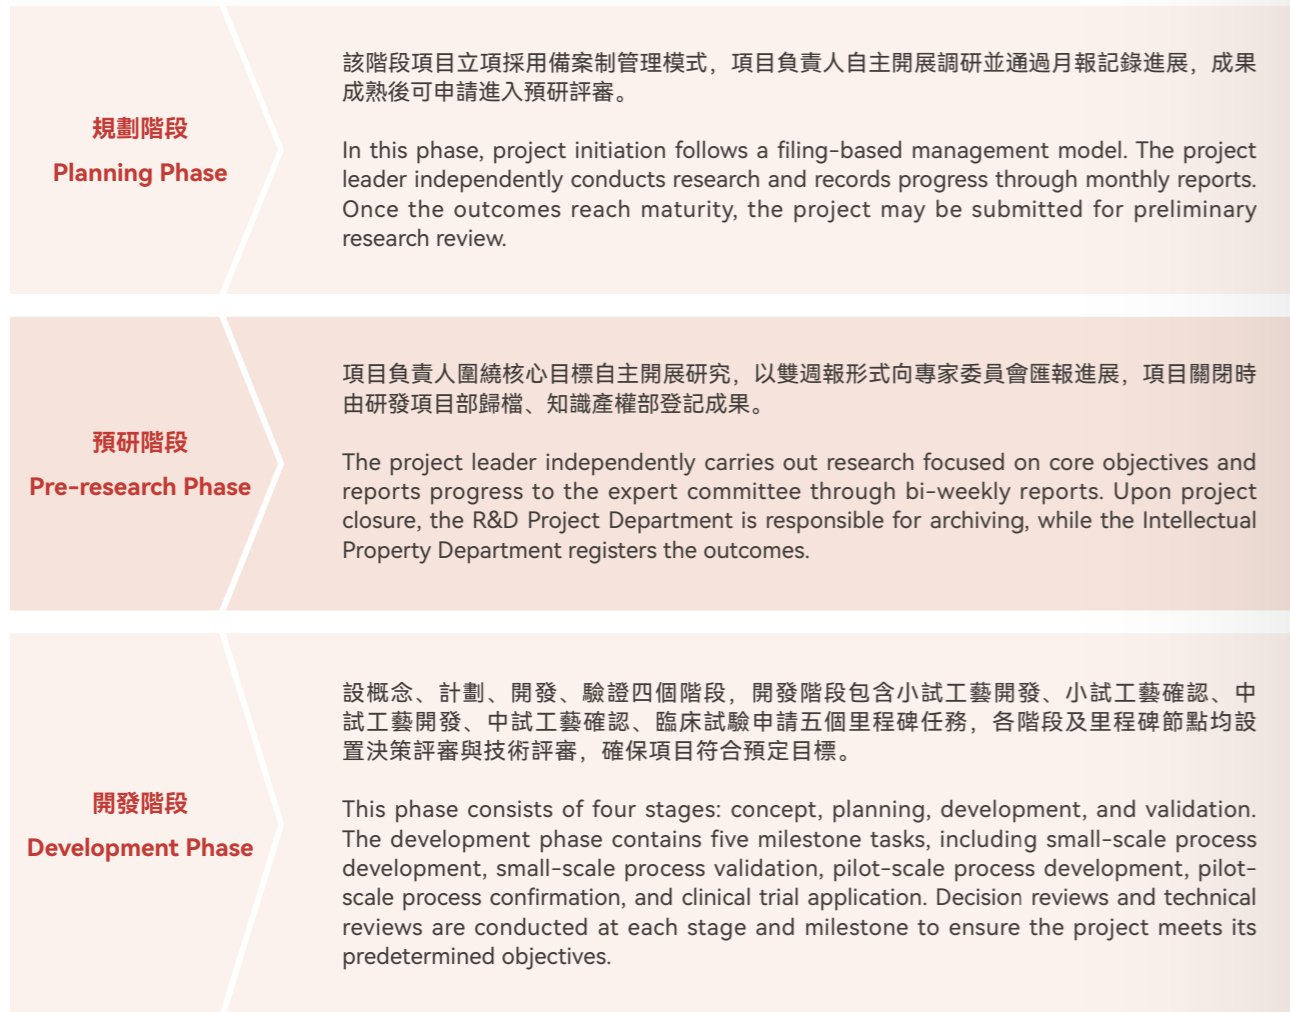 規劃階段
Planning Phase
該階段項目立項採用備案制管理模式，項目負責人自主開展調研並通過月報記錄進展，成果
成熟後可申請進入預研評審。
In this phase, project initiation follows a filing-based management model. The project
leader independently conducts research and records progress through monthly reports.
Once the outcomes reach maturity, the project may be submitted for preliminary
research review.
預研階段
Pre-research Phase
項目負責人圍繞核心目標自主開展研究，以雙週報形式向專家委員會匯報進展，項目關閉時
由研發項目部歸檔、知識產權部登記成果。
The project leader independently carries out research focused on core objectives and
reports progress to the expert committee through bi-weekly reports. Upon project
closure, the R&D Project Department is responsible for archiving, while the Intellectual
Property Department registers the outcomes.
開發階段
Development Phase
設概念、計劃、開發、驗證四個階段，開發階段包含小試工藝開發、小試工藝確認、中
試工藝開發、中試工藝確認、臨床試驗申請五個里程碑任務，各階段及里程碑節點均設
置決策評審與技術評審，確保項目符合預定目標。
This phase consists of four stages: concept, planning, development, and validation.
The development phase contains five milestone tasks, including small-scale process
development, small-scale process validation, pilot-scale process development, pilot-
scale process confirmation, and clinical trial application. Decision reviews and technical
reviews are conducted at each stage and milestone to ensure the project meets its
predetermined objectives.